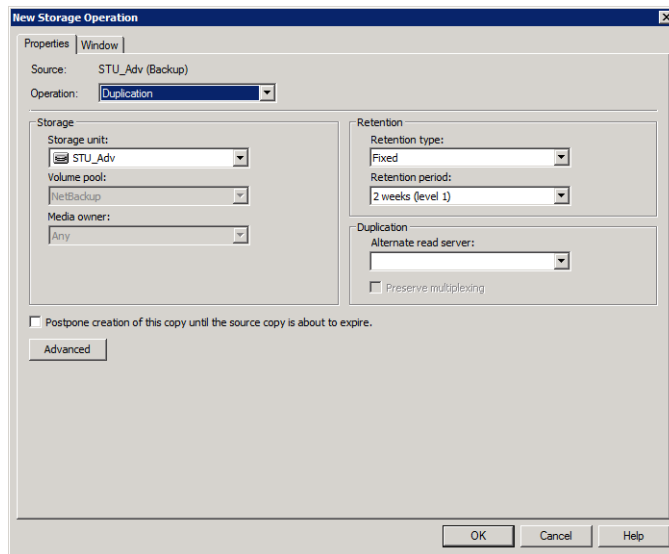 New Storage Operation
Properties Window
Source: STU_Adv (Backup)
Operation: Duplication
Storage
Storage unit:
STU_Adv
Volume pool:
NetBackup
Media owner:
Any
Retention
Retention type:
Fixed
Retention period:
2 weeks (level 1)
Duplication
Alternate read server:
Preserve multiplexing
Postpone creation of this copy until the source copy is about to expire.
Advanced
OK Cancel Help